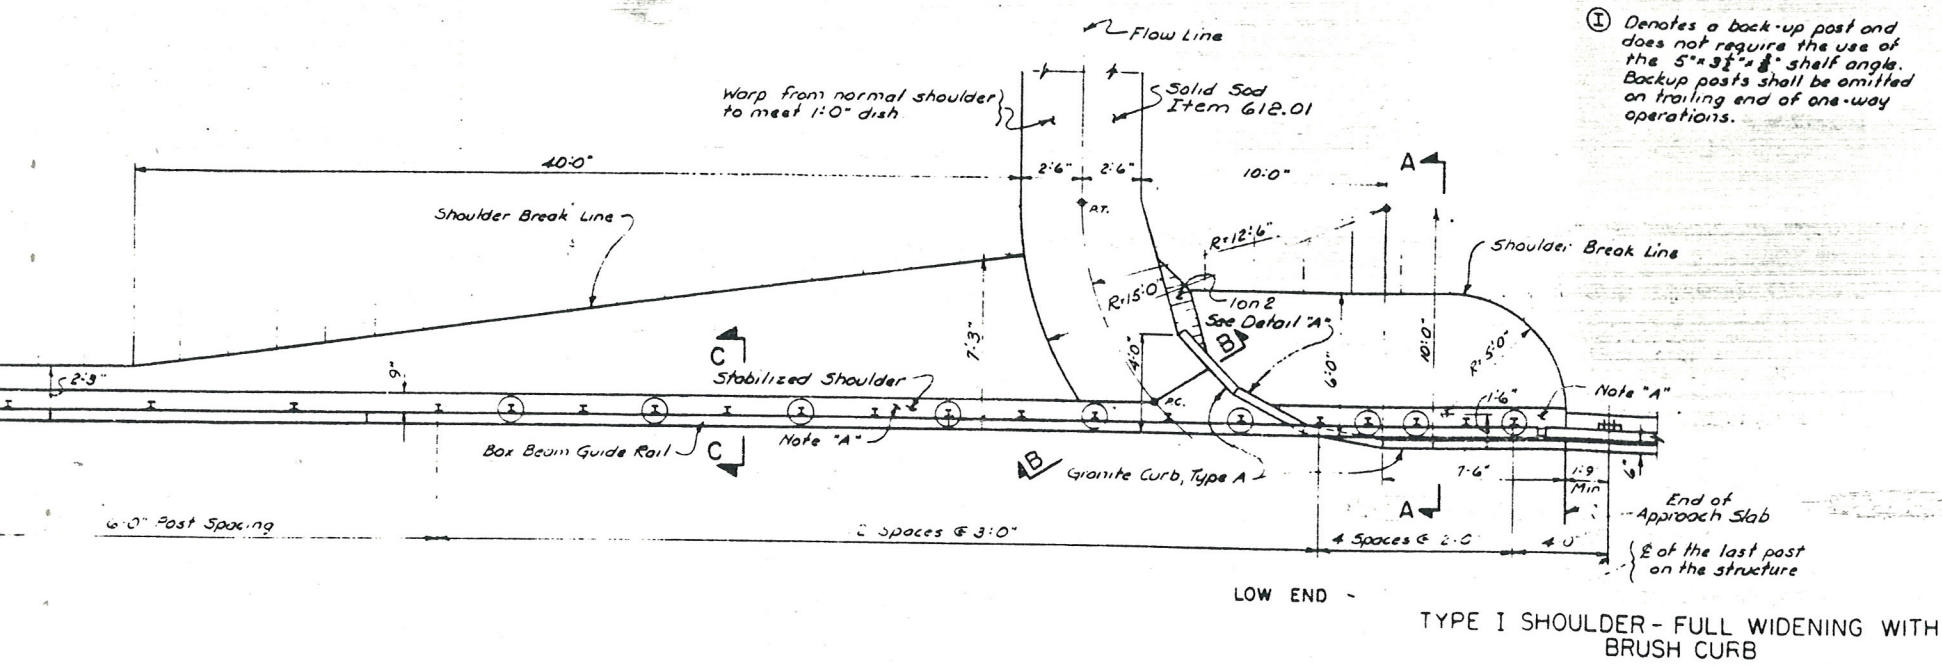 Flow Line
Warp from normal shoulder
to meet 1'-0" dish
Solid Sod
Item 612.01
Denotes a back-up post and
does not require the use of
the 5"x 3½"x shelf angle.
Backup posts shall be omitted
on trailing end of one-way
operations.
I
40'-0"
2'-6"
2'-6"
10'-0"
A
Shoulder Break Line
P.T.
R=12'-6"
Shoulder Break Line
R=15'-0"
1 on 2
See Detail "A"
B
7'-3"
4'-0"
6'-0"
10'-0"
R=5'-0"
C
2'-3"
9"
Stabilized Shoulder
P.C.
1'-6"
Note "A"
Box Beam Guide Rail
C
Note "A"
B
Granite Curb, Type A
7'-6"
1'-9
Min
6"
A
End of
Approach Slab
6'-0" Post Spacing
Spaces @ 3'-0"
4 Spaces @ 2'-0
4'-0"
℄ of the last post
on the structure
LOW END -
TYPE I SHOULDER - FULL WIDENING WITH
BRUSH CURB